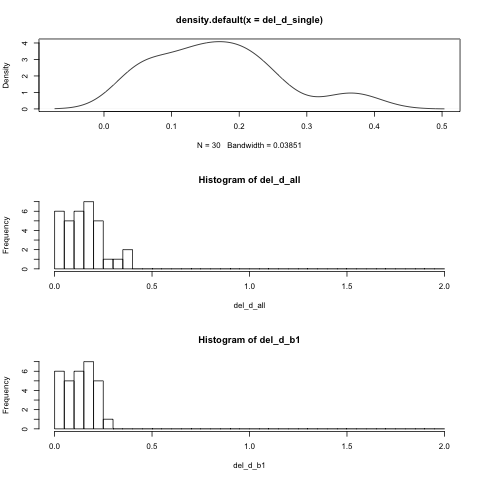 density.default(x = del_d_single)
Density
0 1 2 3 4
0.0 0.1 0.2 0.3 0.4 0.5
N = 30 Bandwidth = 0.03851
Histogram of del_d_all
Frequency
0 2 4 6
0.0 0.5 1.0 1.5 2.0
del_d_all
Histogram of del_d_b1
Frequency
0 2 4 6
0.0 0.5 1.0 1.5 2.0
del_d_b1